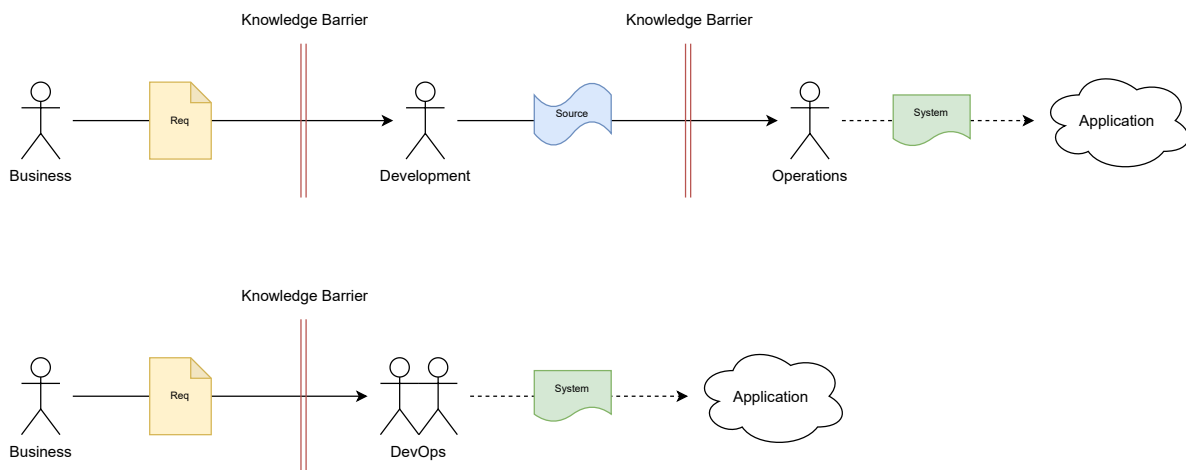 Knowledge Barrier
Knowledge Barrier
Req
Source
System
Application
Business
Development
Operations
Knowledge Barrier
Req
System
Application
Business
DevOps